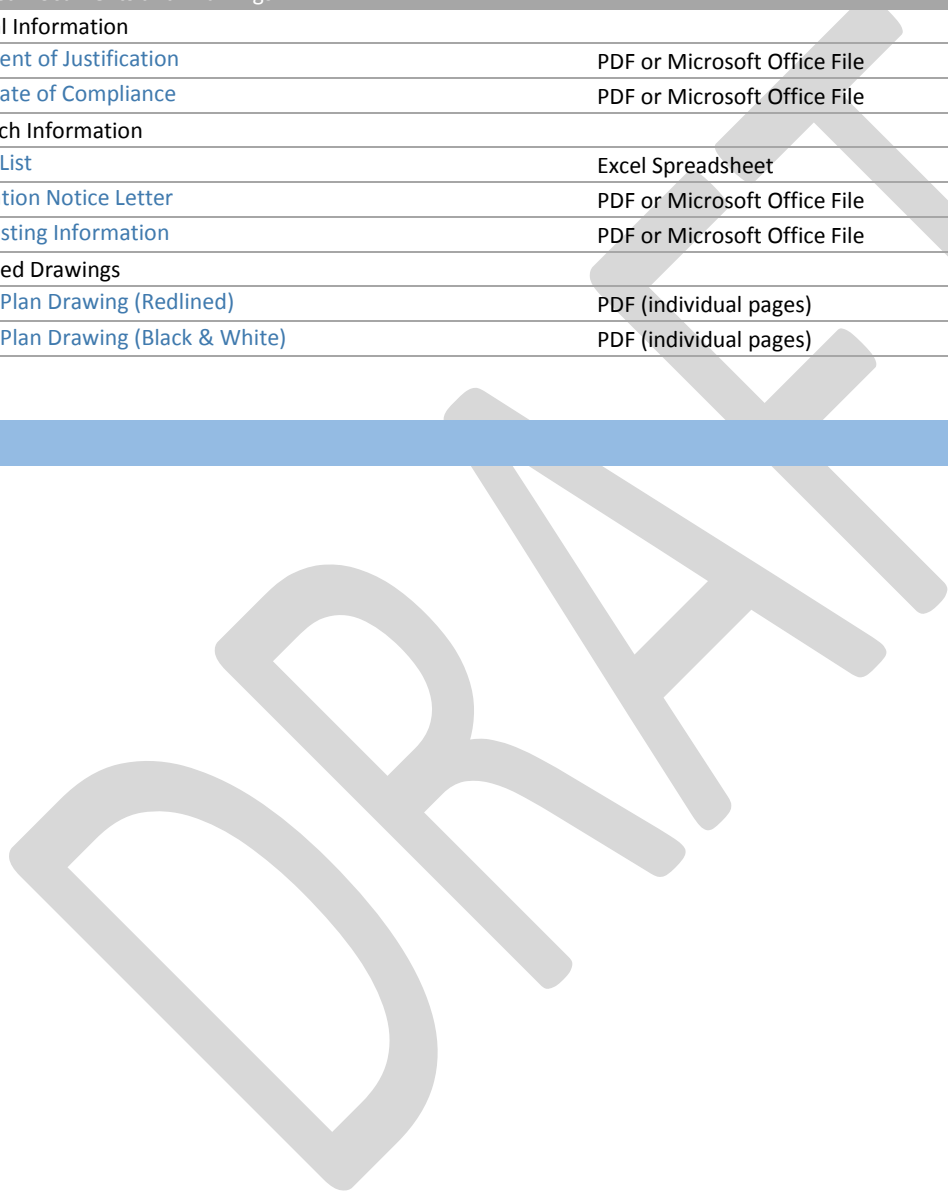 l Information
ent of Justification PDF or Microsoft Office File
ate of Compliance PDF or Microsoft Office File
ch Information
List Excel Spreadsheet
tion Notice Letter PDF or Microsoft Office File
sting Information PDF or Microsoft Office File
ed Drawings
Plan Drawing (Redlined) PDF (individual pages)
Plan Drawing (Black & White) PDF (individual pages)
DRAFT